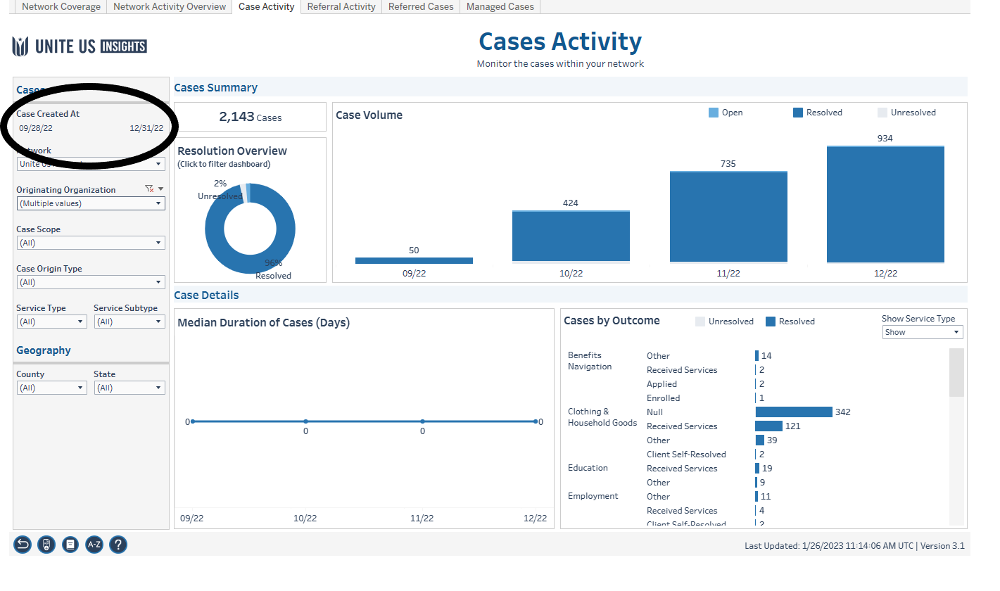 Network Coverage
Network Activity Overview
Case Activity
Referral Activity
Referred Cases
Managed Cases
UNITE US INSIGHTS
Cases Activity
Monitor the cases within your network
Cases
Case Created At
09/28/22 12/31/22
Network
Unite Us
Originating Organization
(Multiple values)
Case Scope
(All)
Case Origin Type
(All)
Service Type Service Subtype
(All) (All)
Geography
County State
(All) (All)
Cases Summary
2,143 Cases
Resolution Overview
(Click to filter dashboard)
2%
Unresolved
96%
Resolved
Case Volume
Open Resolved Unresolved
50 424 735 934
09/22 10/22 11/22 12/22
Case Details
Median Duration of Cases (Days)
0 0 0 0
09/22 10/22 11/22 12/22
Cases by Outcome
Unresolved Resolved
Show Service Type
Show
Benefits Navigation
Other 14
Received Services 2
Applied 2
Enrolled 1
Clothing & Household Goods
Null 342
Received Services 121
Other 39
Client Self-Resolved 2
Education
Received Services 19
Other 9
Employment
Other 11
Received Services 4
Client Self-Resolved 2
A-Z ?
Last Updated: 1/26/2023 11:14:06 AM UTC | Version 3.1